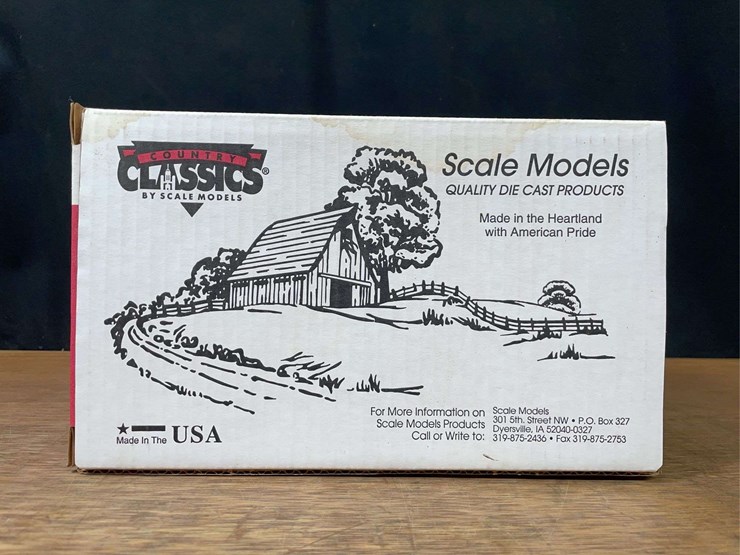 COUNTRY
CLASSICS®
BY SCALE MODELS
Scale Models
QUALITY DIE CAST PRODUCTS
Made in the Heartland
with American Pride
For More Information on
Scale Models Products
Call or Write to:
Scale Models
301 5th. Street NW • P.O. Box 327
Dyersville, IA 52040-0327
319-875-2436 • Fax 319-875-2753
Made In The USA